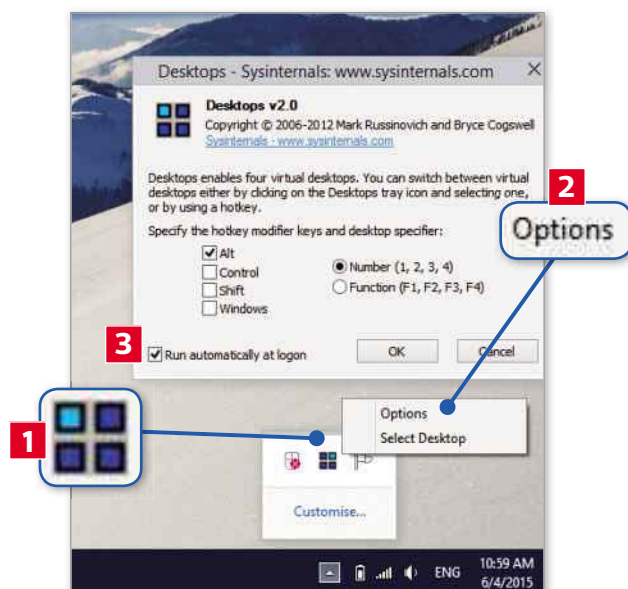 Desktops - Sysinternals: www.sysinternals.com
Desktops v2.0
Copyright © 2006-2012 Mark Russinovich and Bryce Cogswell
Sysinternals - www.sysinternals.com
Desktops enables four virtual desktops. You can switch between virtual
desktops either by clicking on the Desktops tray icon and selecting one,
or by using a hotkey.
Specify the hotkey modifier keys and desktop specifier:
Alt
Control
Shift
Windows
Number (1, 2, 3, 4)
Function (F1, F2, F3, F4)
2
Options
3
Run automatically at logon
OK
Cancel
1
Options
Select Desktop
Customise...
ENG
10:59 AM
6/4/2015